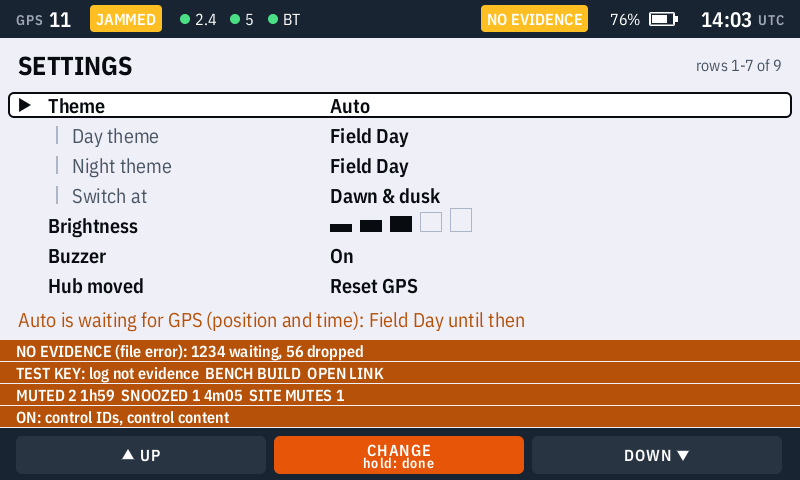 GPS 11 JAMMED 2.4 5 BT NO EVIDENCE 76% 14:03 UTC
SETTINGS rows 1-7 of 9
▶ Theme Auto
Day theme Field Day
Night theme Field Day
Switch at Dawn & dusk
Brightness
Buzzer On
Hub moved Reset GPS
Auto is waiting for GPS (position and time): Field Day until then
NO EVIDENCE (file error): 1234 waiting, 56 dropped
TEST KEY: log not evidence BENCH BUILD OPEN LINK
MUTED 2 1h59 SNOOZED 1 4m05 SITE MUTES 1
ON: control IDs, control content
▲ UP CHANGE DOWN ▼
hold: done